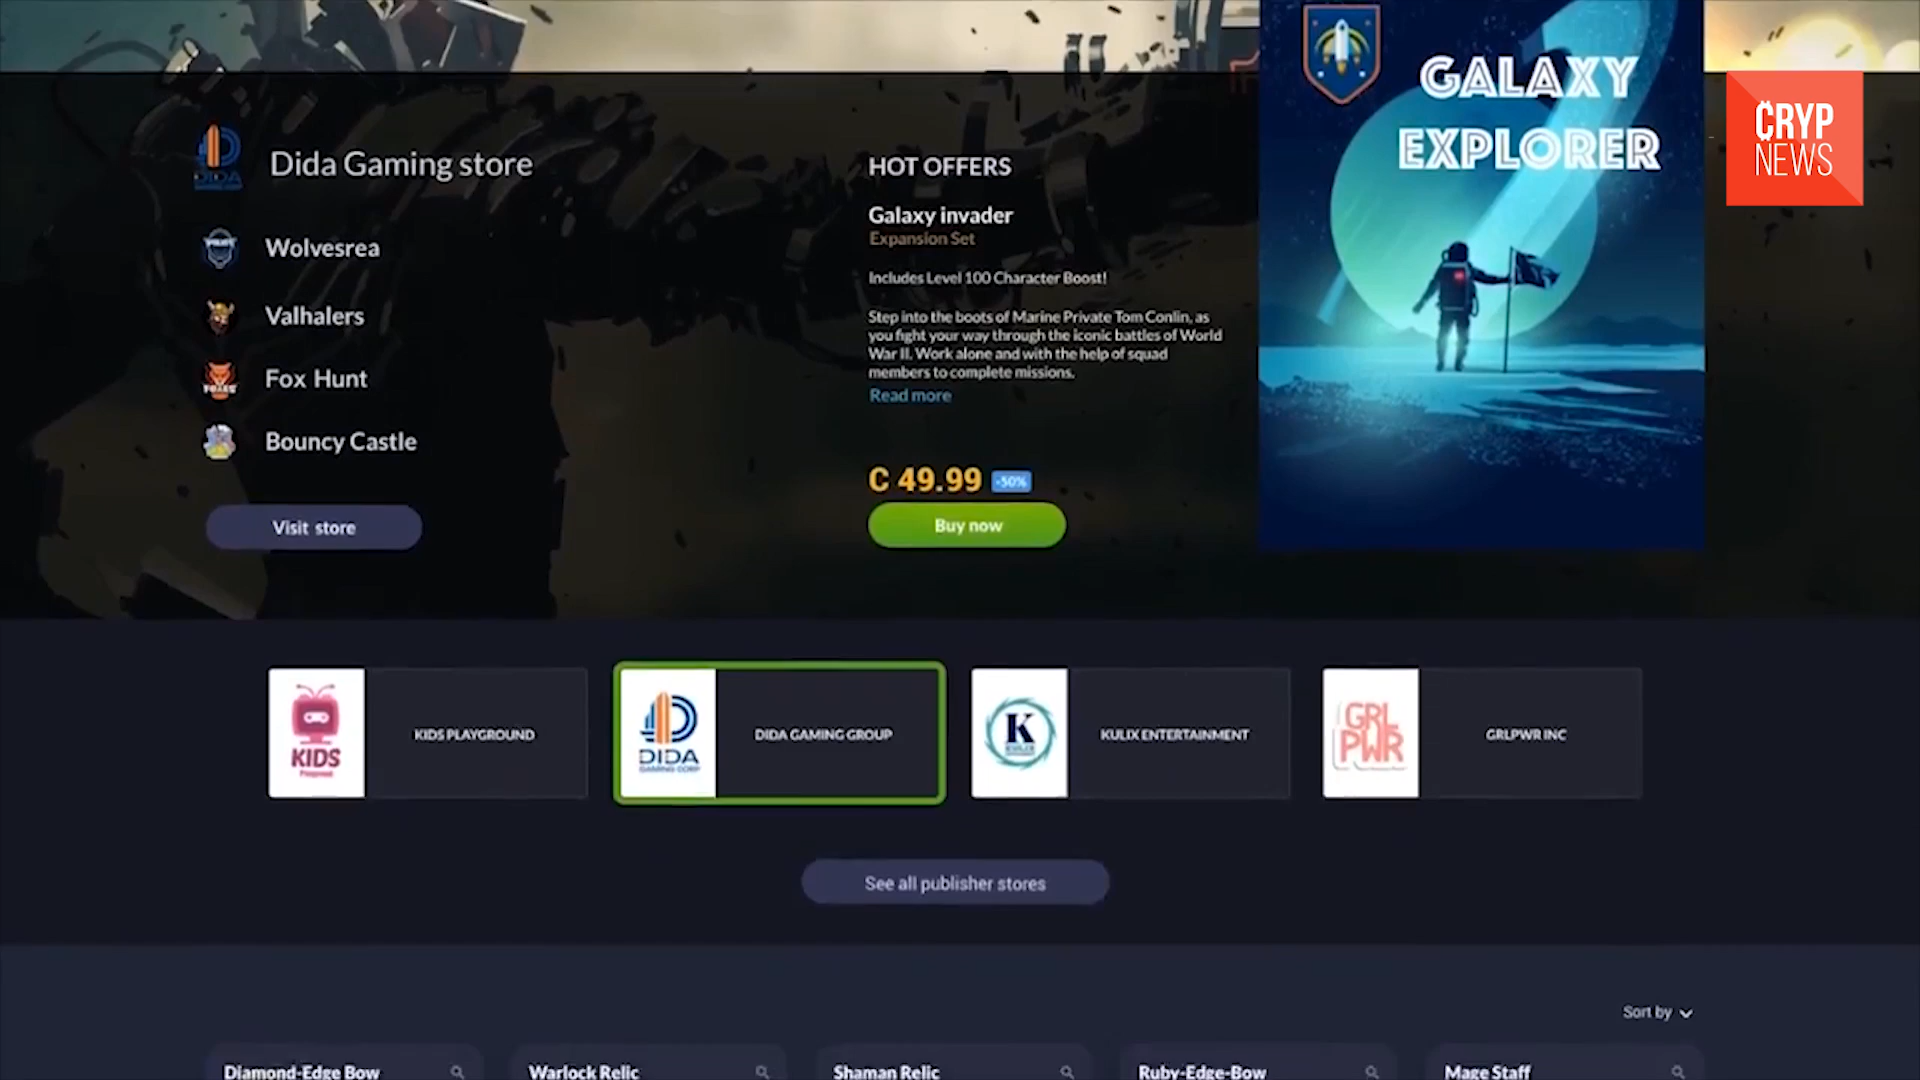 GALAXY
EXPLORER
CRYP
NEWS
DIDA
Dida Gaming store
Wolvesrea
Valhalers
Fox Hunt
Bouncy Castle
Visit store
HOT OFFERS
Galaxy invader
Expansion Set
Includes Level 100 Character Boost!
Step into the boots of Marine Private Tom Conlin, as
you fight your way through the iconic battles of World
War II. Work alone and with the help of squad
members to complete missions.
Read more
C 49.99 -50%
Buy now
KIDS
KIDS PLAYGROUND
DIDA
GAMING CORP
DIDA GAMING GROUP
K
KULIX ENTERTAINMENT
GRL
PWR
GRLPWR INC
See all publisher stores
Sort by
Diamond-Edge Bow
Warlock Relic
Shaman Relic
Ruby-Edge-Bow
Mage Staff